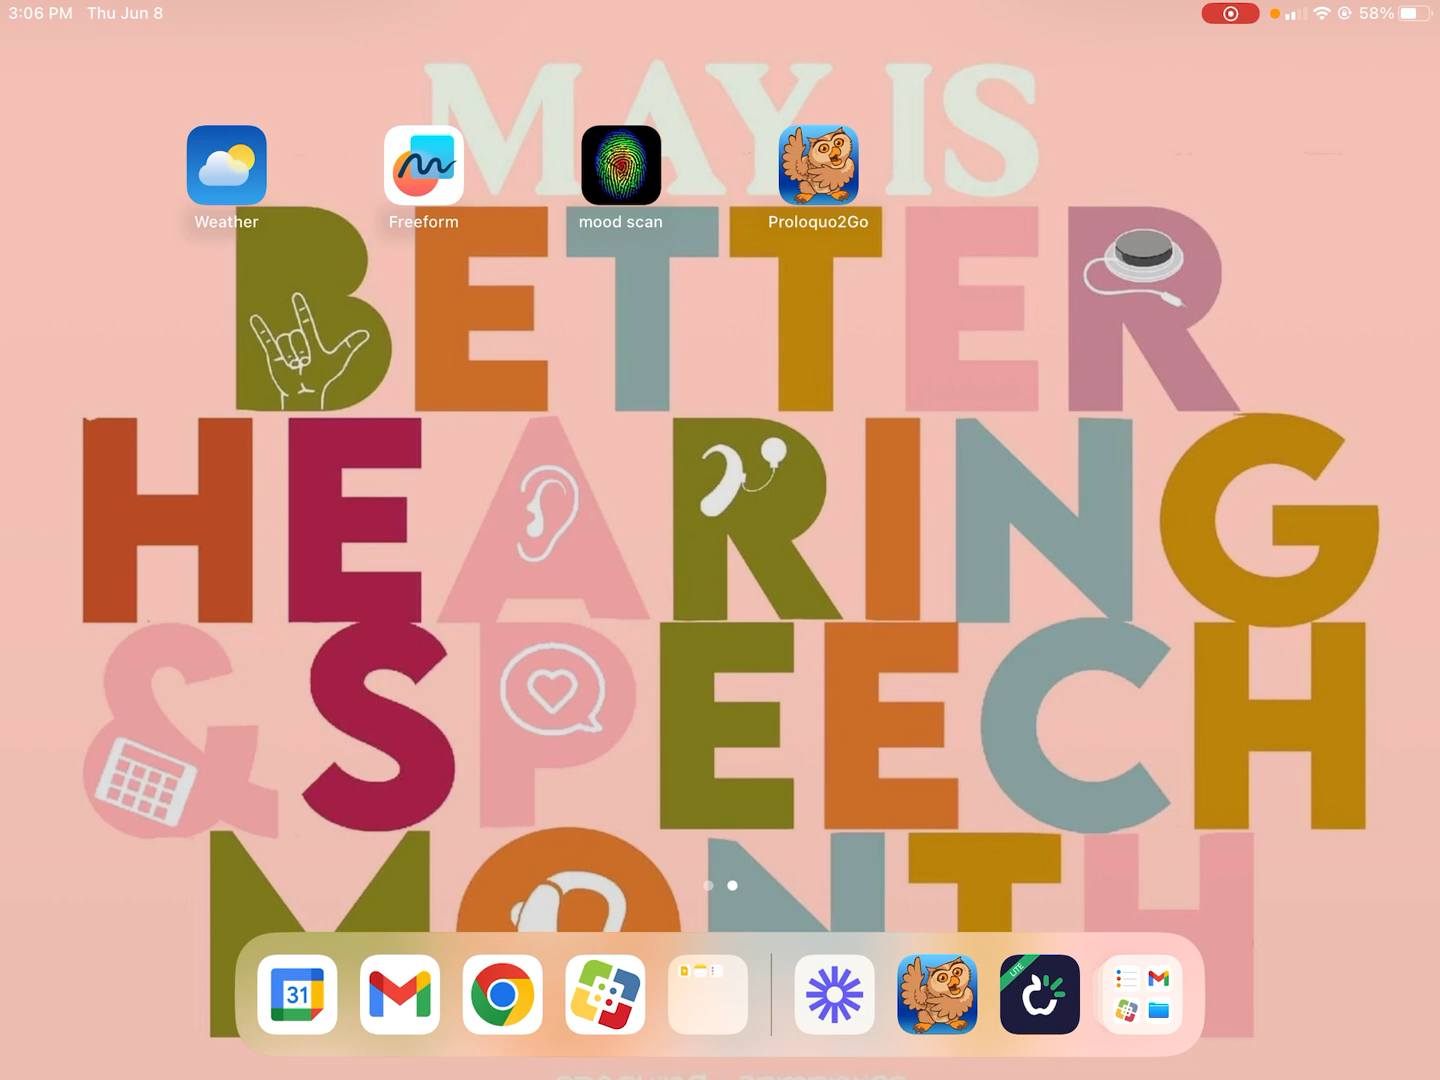 3:06 PM Thu Jun 8
58%
MAY IS
Weather
Freeform
mood scan
Proloquo2Go
BETTER
HEARING
& SPEECH
MONTH
31
LITE